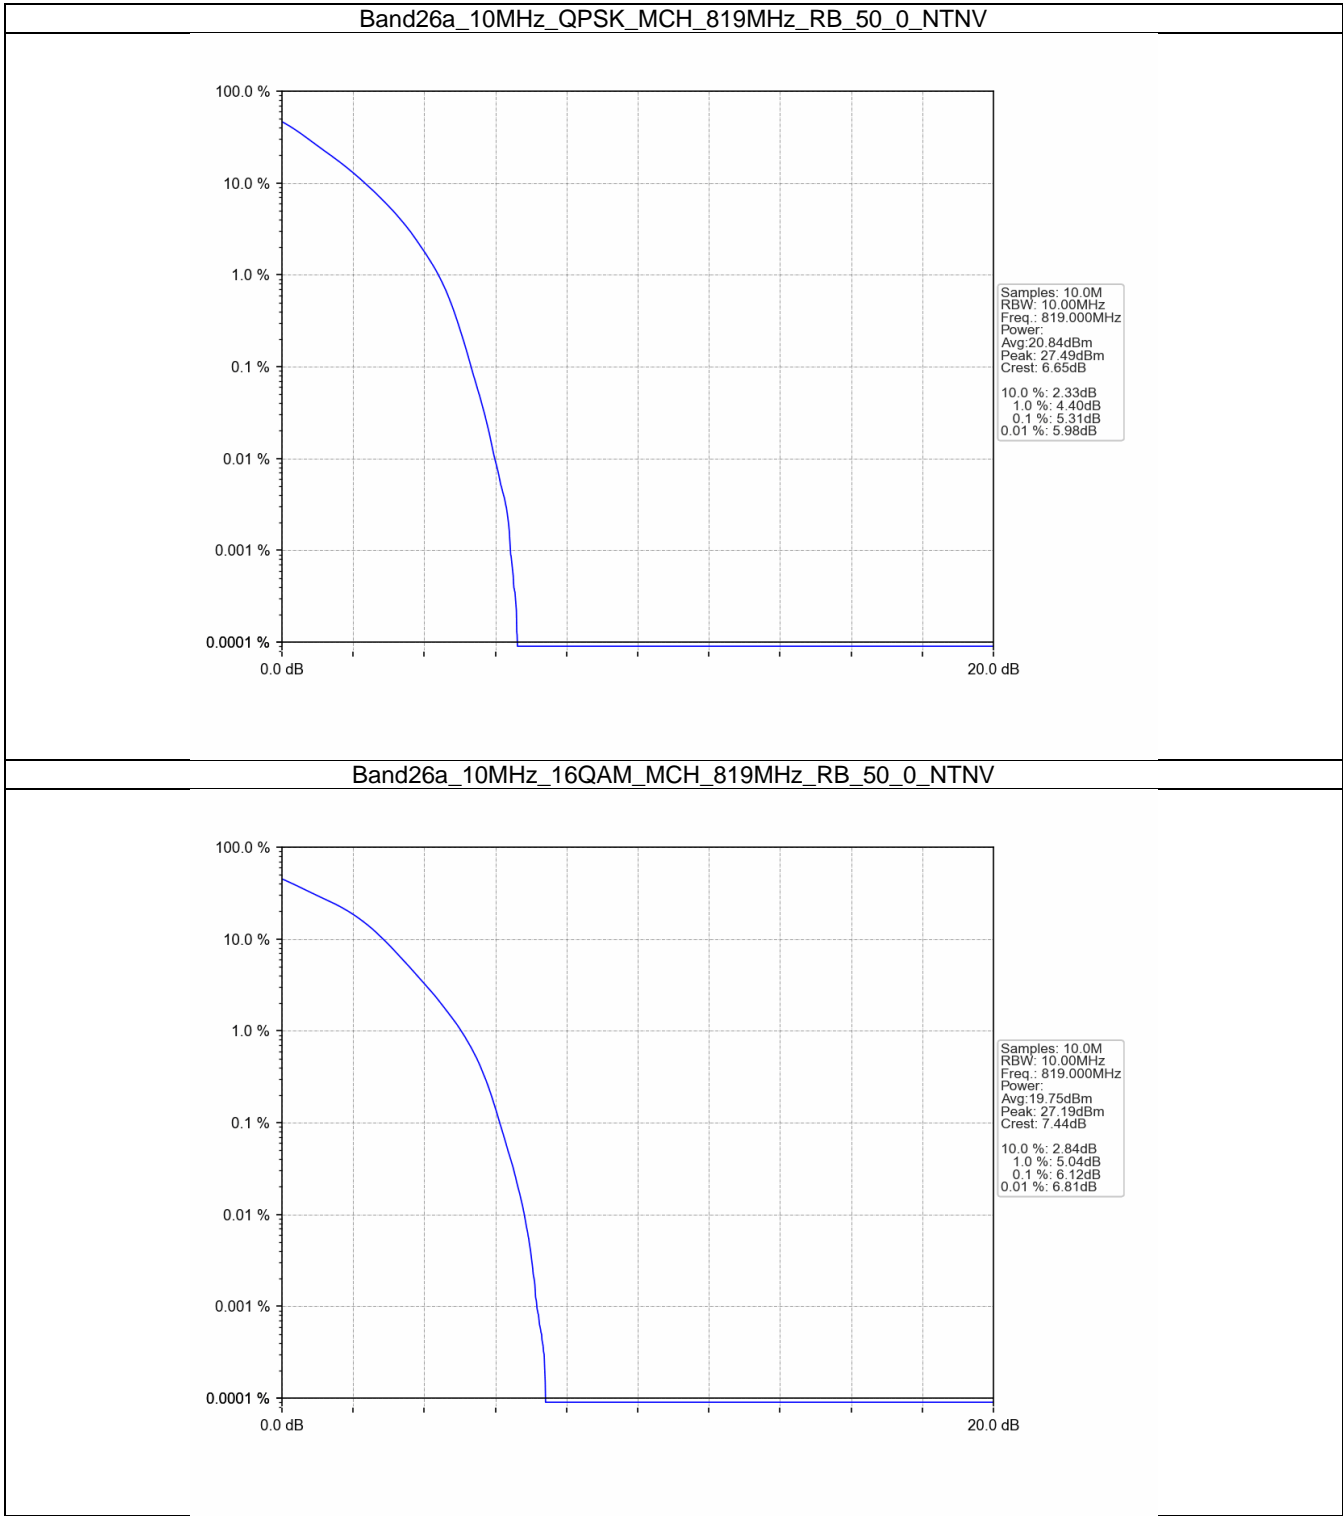 Band26a_10MHz_QPSK_MCH_819MHz_RB_50_0_NTNV
100.0 %
10.0 %
1.0 %
0.1 %
0.01 %
0.001 %
0.0001 %
0.0 dB
20.0 dB
Samples: 10.0M
RBW: 10.00MHz
Freq.: 819.000MHz
Power:
Avg:20.84dBm
Peak: 27.49dBm
Crest: 6.65dB
10.0 %: 2.33dB
1.0 %: 4.40dB
0.1 %: 5.31dB
0.01 %: 5.98dB
Band26a_10MHz_16QAM_MCH_819MHz_RB_50_0_NTNV
100.0 %
10.0 %
1.0 %
0.1 %
0.01 %
0.001 %
0.0001 %
0.0 dB
20.0 dB
Samples: 10.0M
RBW: 10.00MHz
Freq.: 819.000MHz
Power:
Avg:19.75dBm
Peak: 27.19dBm
Crest: 7.44dB
10.0 %: 2.84dB
1.0 %: 5.04dB
0.1 %: 6.12dB
0.01 %: 6.81dB